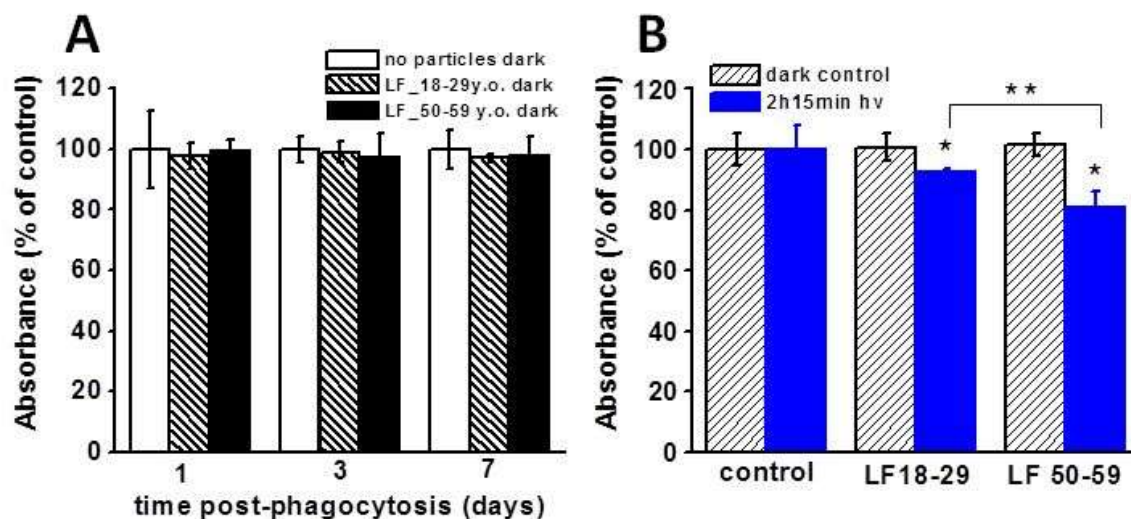 A
no particles dark
LF_18-29y.o. dark
LF_50-59 y.o. dark
120
100
80
60
40
20
0
Absorbance (% of control)
1 3 7
time post-phagocytosis (days)
B
dark control
2h15min hv
120
100
80
60
40
20
0
Absorbance (% of control)
**
*
*
control LF18-29 LF 50-59